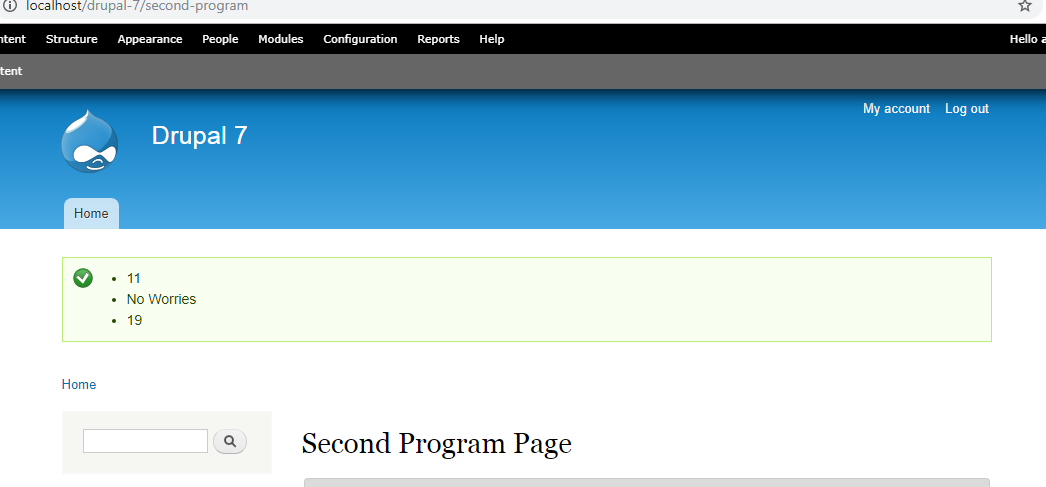 localhost/drupal-7/second-program
ntent Structure Appearance People Modules Configuration Reports Help Hello a
tent
My account Log out
Drupal 7
Home
11
No Worries
19
Home
Second Program Page